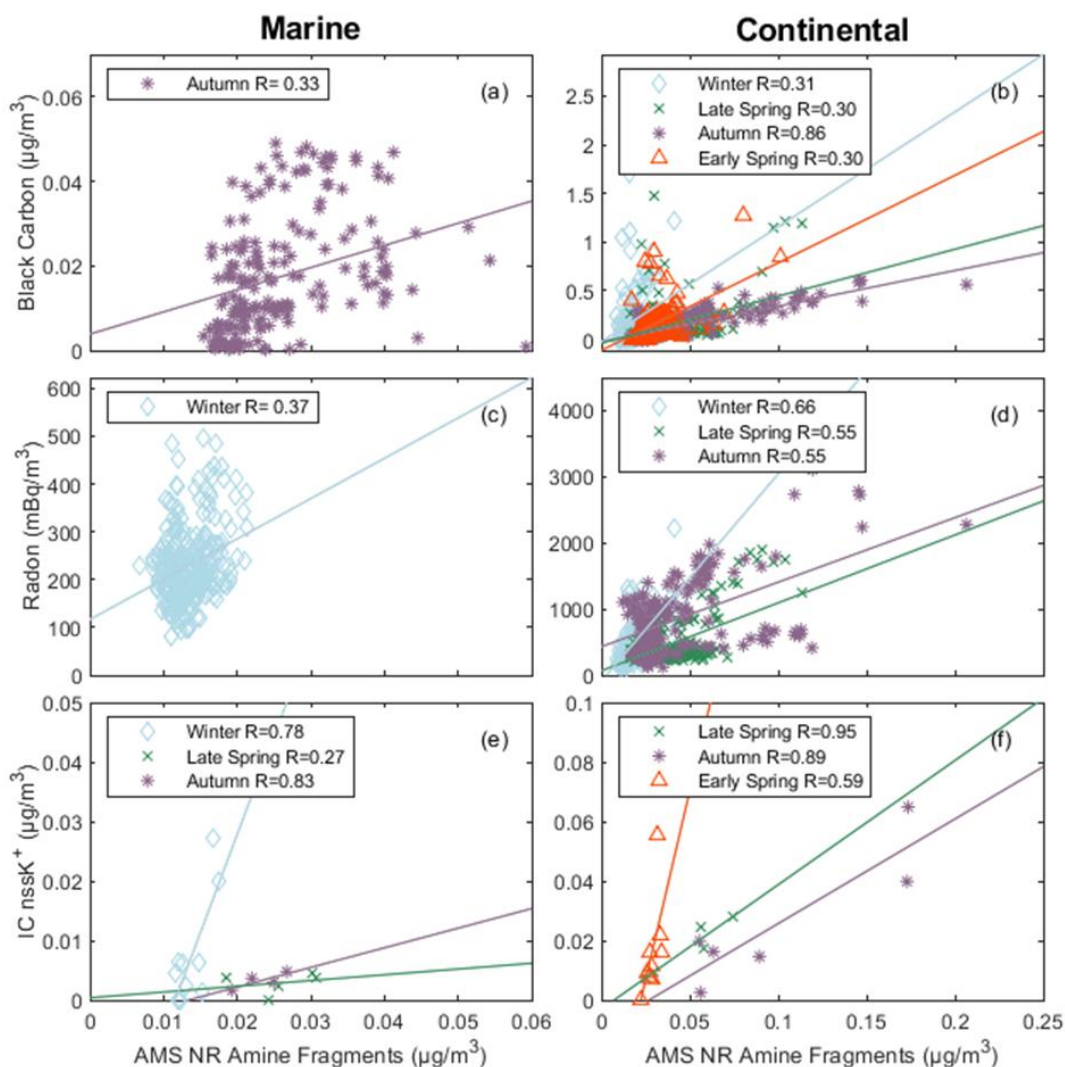 Marine
Continental
Black Carbon (µg/m³)
0.06
0.04
0.02
0
Autumn R= 0.33
(a)
2.5
2
1.5
1
0.5
0
Winter R=0.31
Late Spring R=0.30
Autumn R=0.86
Early Spring R=0.30
(b)
Radon (mBq/m³)
600
500
400
300
200
100
0
Winter R= 0.37
(c)
4000
3000
2000
1000
0
Winter R=0.66
Late Spring R=0.55
Autumn R=0.55
(d)
IC nssK⁺ (µg/m³)
0.05
0.04
0.03
0.02
0.01
0
Winter R=0.78
Late Spring R=0.27
Autumn R=0.83
(e)
0 0.01 0.02 0.03 0.04 0.05 0.06
AMS NR Amine Fragments (µg/m³)
0.1
0.08
0.06
0.04
0.02
0
Late Spring R=0.95
Autumn R=0.89
Early Spring R=0.59
(f)
0 0.05 0.1 0.15 0.2 0.25
AMS NR Amine Fragments (µg/m³)